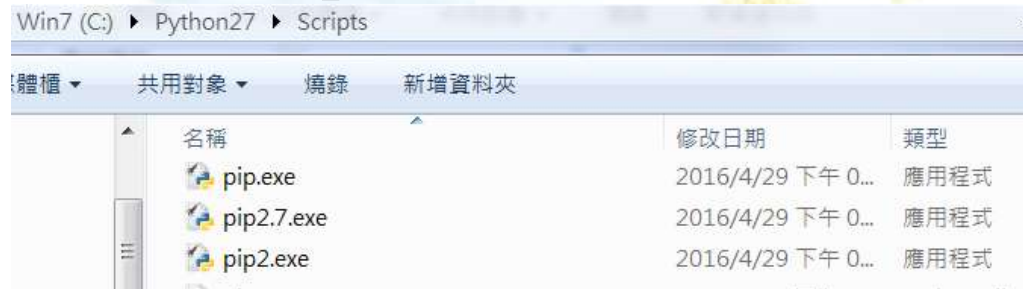 Win7 (C:) ▸ Python27 ▸ Scripts
體櫃 ▾ 共用對象 ▾ 燒錄 新增資料夾
名稱 修改日期 類型
pip.exe 2016/4/29 下午 0... 應用程式
pip2.7.exe 2016/4/29 下午 0... 應用程式
pip2.exe 2016/4/29 下午 0... 應用程式